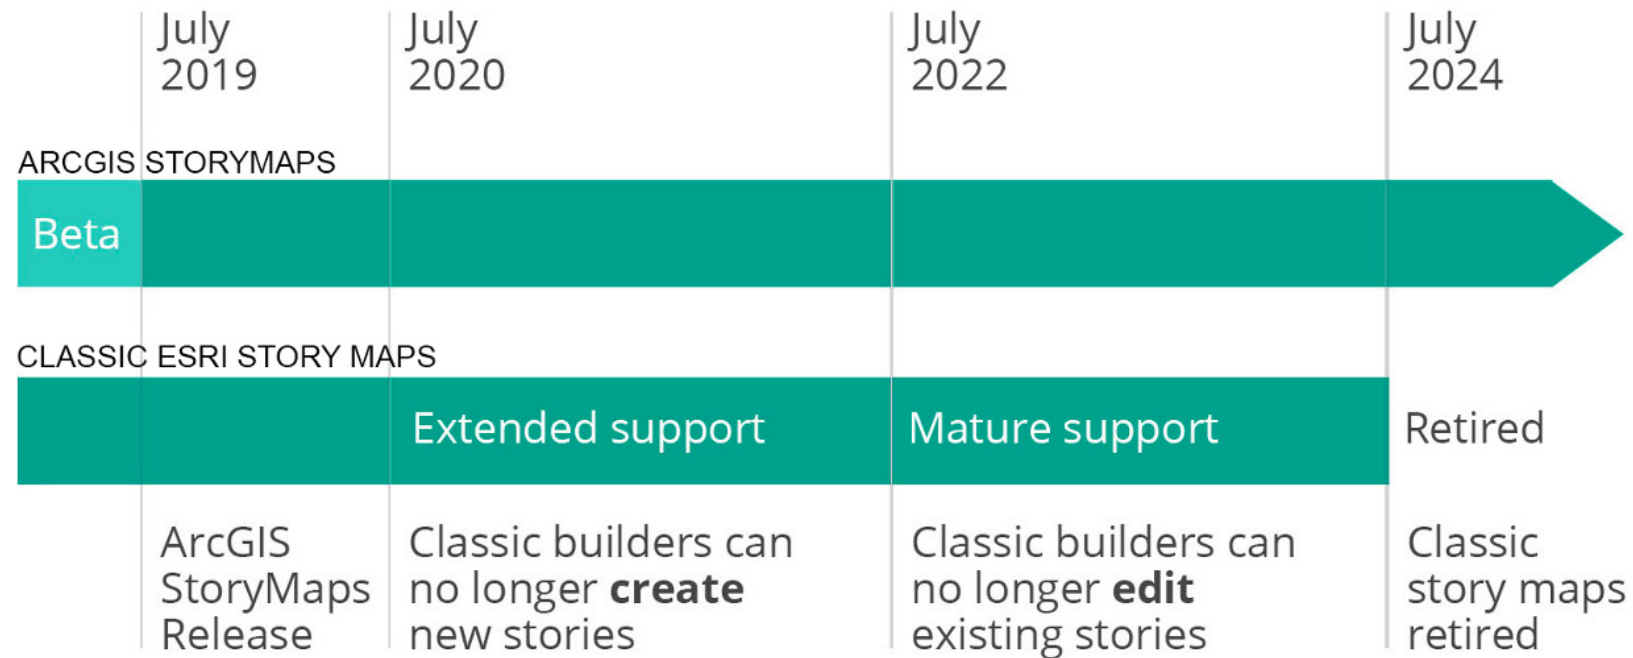 July
2019
July
2020
July
2022
July
2024
ARCGIS STORYMAPS
Beta
CLASSIC ESRI STORY MAPS
Extended support
Mature support
Retired
ArcGIS
StoryMaps
Release
Classic builders can
no longer create
new stories
Classic builders can
no longer edit
existing stories
Classic
story maps
retired